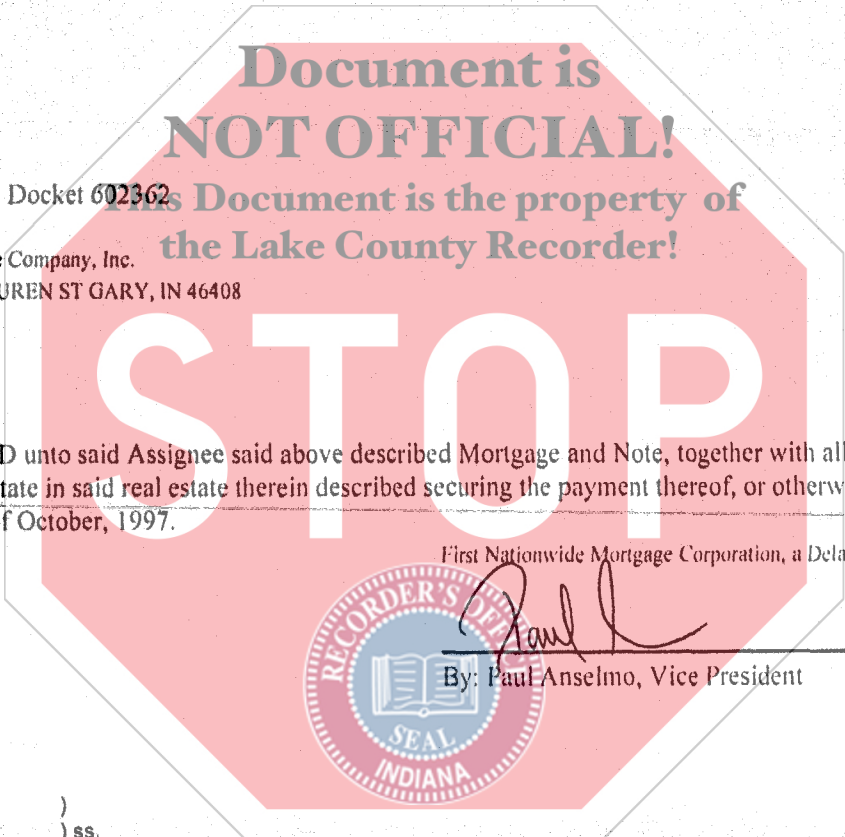 Document is
NOT OFFICIAL!
Docket 602362
This Document is the property of
the Lake County Recorder!
Company, Inc.
UREN ST GARY, IN 46408
STOP
D unto said Assignee said above described Mortgage and Note, together with all
tate in said real estate therein described securing the payment thereof, or otherw
f October, 1997.
First Nationwide Mortgage Corporation, a Dela
Paul
By: Paul Anselmo, Vice President
RECORDER'S OFFICE
SEAL
INDIANA
)
) ss.